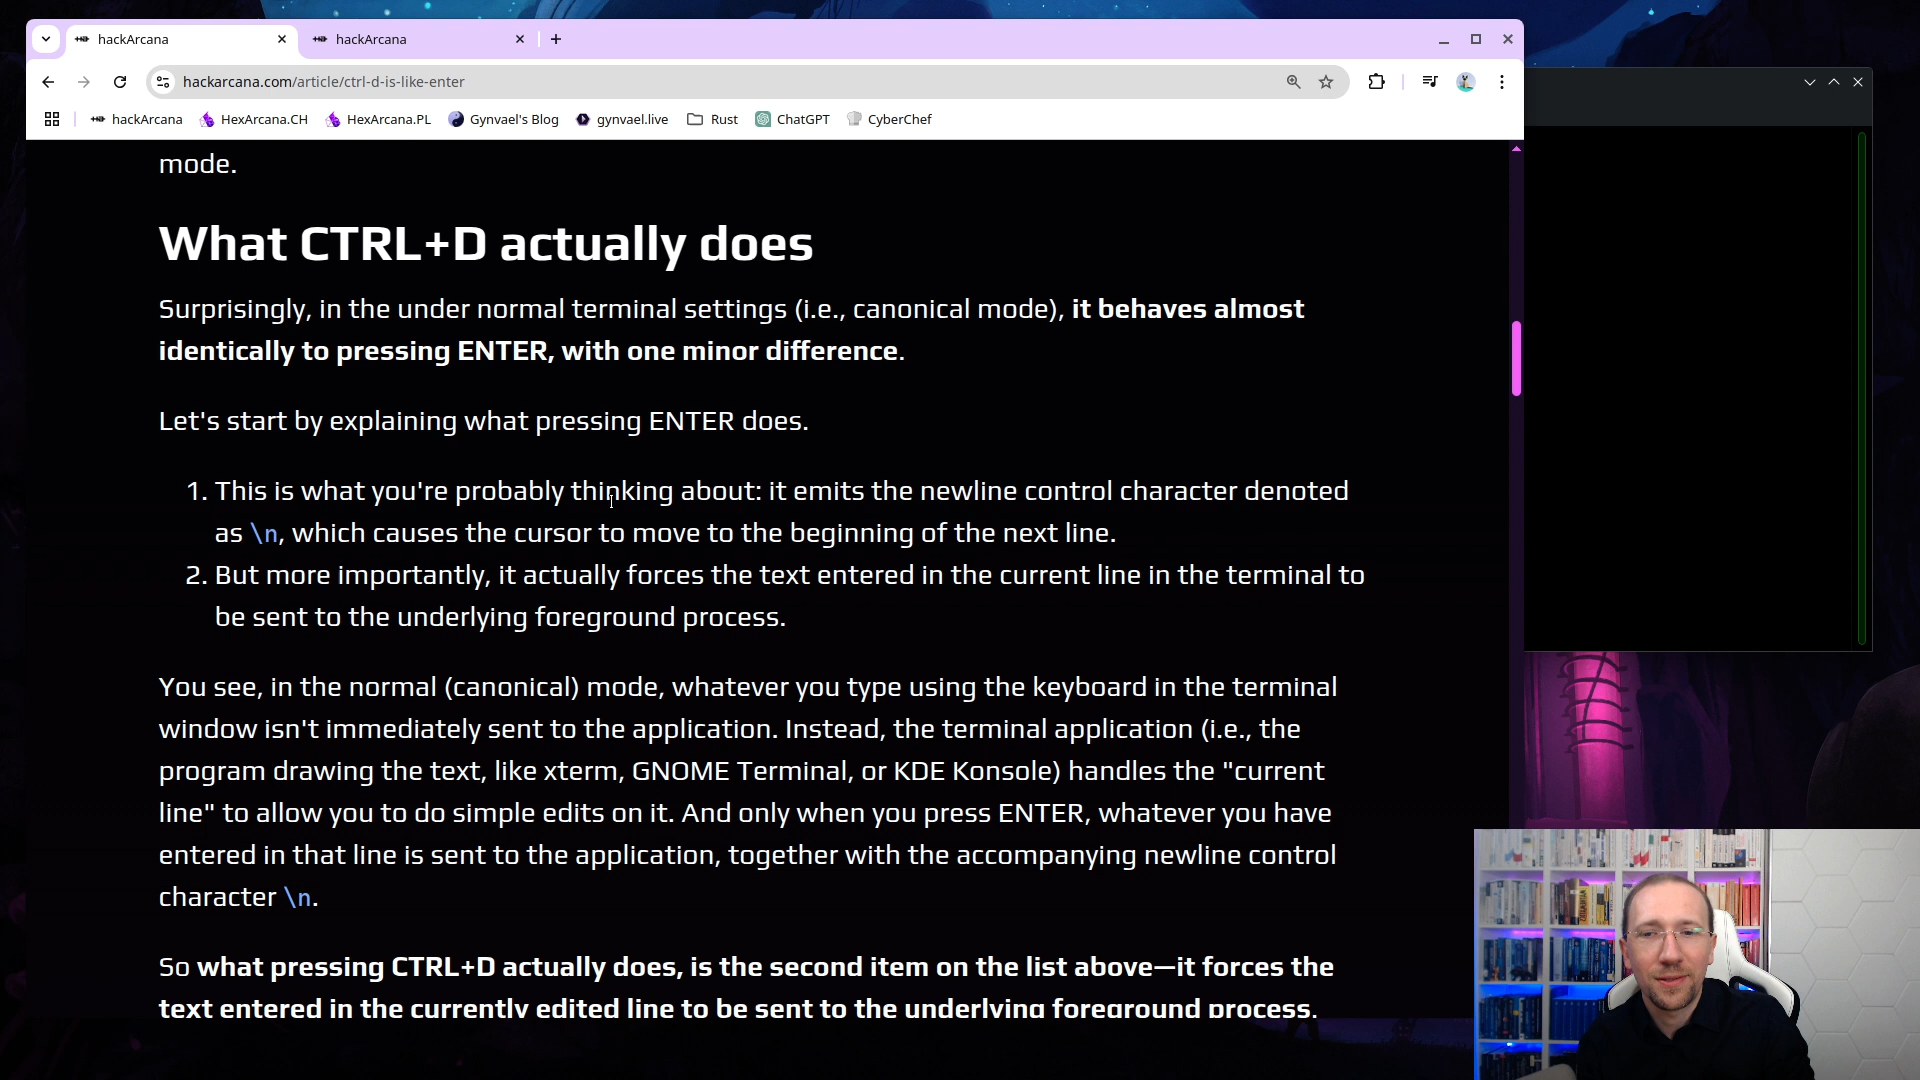 hackArcana
hackArcana
hackarcana.com/article/ctrl-d-is-like-enter
hackArcana HexArcana.CH HexArcana.PL Gynvael's Blog gynvael.live Rust ChatGPT CyberChef
mode.
What CTRL+D actually does
Surprisingly, in the under normal terminal settings (i.e., canonical mode), it behaves almost
identically to pressing ENTER, with one minor difference.
Let's start by explaining what pressing ENTER does.
1. This is what you're probably thinking about: it emits the newline control character denoted
as \n, which causes the cursor to move to the beginning of the next line.
2. But more importantly, it actually forces the text entered in the current line in the terminal to
be sent to the underlying foreground process.
You see, in the normal (canonical) mode, whatever you type using the keyboard in the terminal
window isn't immediately sent to the application. Instead, the terminal application (i.e., the
program drawing the text, like xterm, GNOME Terminal, or KDE Konsole) handles the "current
line" to allow you to do simple edits on it. And only when you press ENTER, whatever you have
entered in that line is sent to the application, together with the accompanying newline control
character \n.
So what pressing CTRL+D actually does, is the second item on the list above—it forces the
text entered in the currently edited line to be sent to the underlying foreground process.